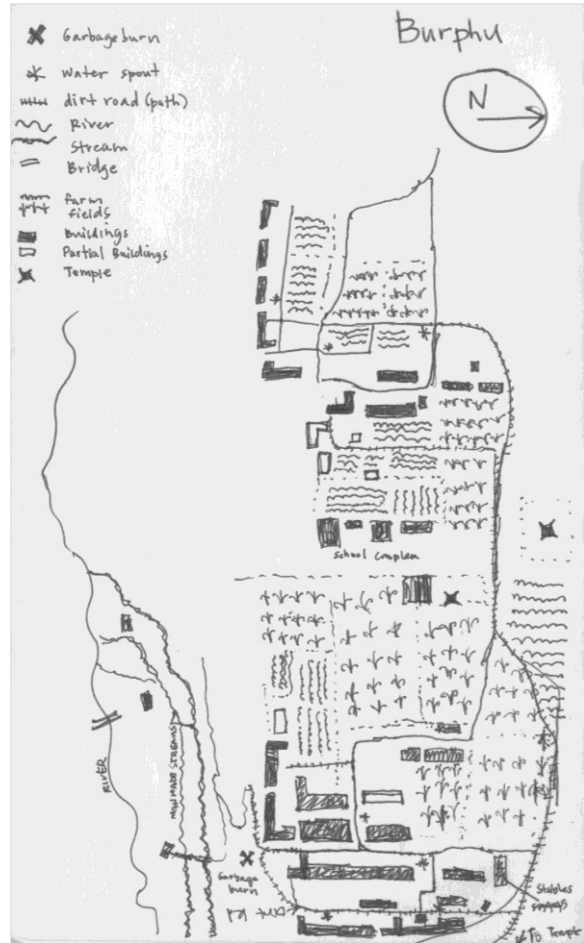 Burphu
N
Garbage burn
Water spout
dirt road (path)
River
Stream
Bridge
farm
fields
Buildings
Partial Buildings
Temple
School Complex
MAN MADE STREAMS
RIVER
Garbage
burn
Stables
To Temple